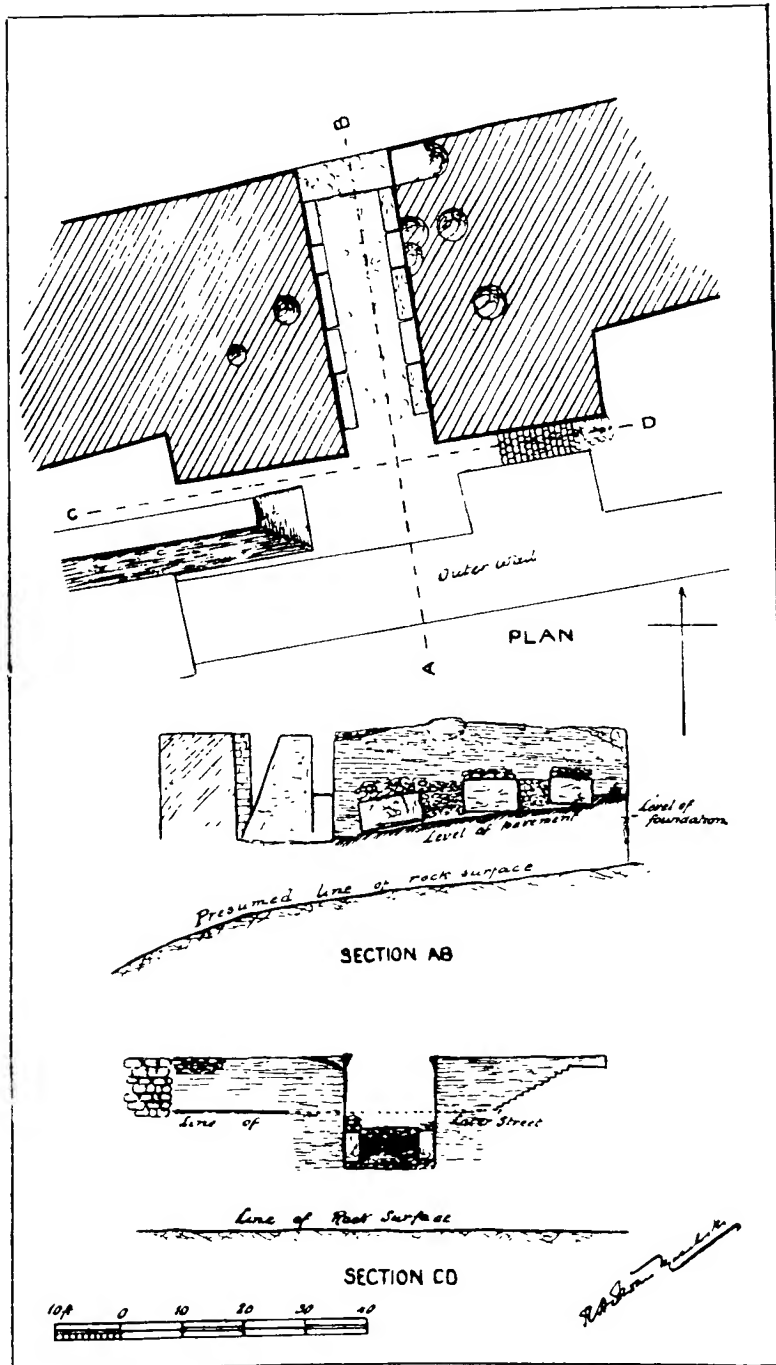 B
D
C
Outer Wall
PLAN
A
Level of foundation
Level of pavement
Presumed line of rock surface
SECTION AB
Line of Later Street
Line of Rock Surface
SECTION CD
10 ft 0 10 20 30 40